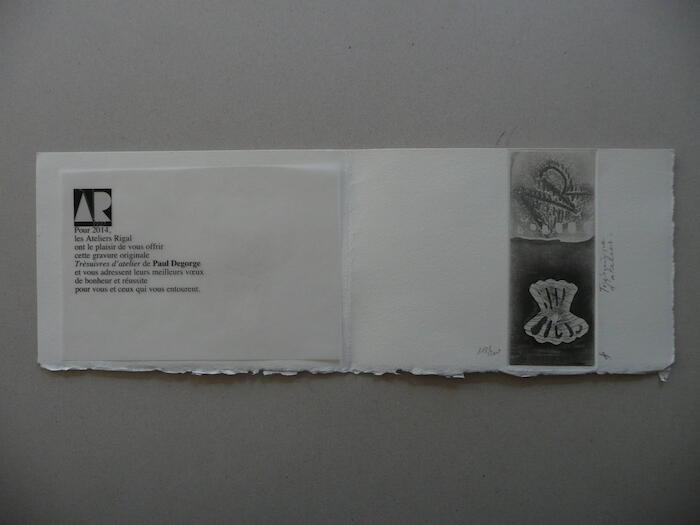 AR
Pour 2014,
les Ateliers Rigal
ont le plaisir de vous offrir
cette gravure originale
Trésuivres d'atelier de Paul Degorge
et vous adressent leurs meilleurs vœux
de bonheur et réussite
pour vous et ceux qui vous entourent.